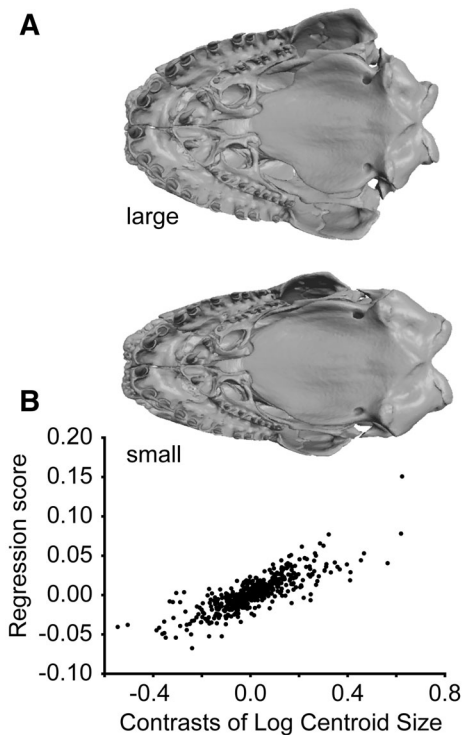 A
large
B
small
0.20
0.15
0.10
0.05
0.00
-0.05
-0.10
Regression score
-0.4 0.0 0.4 0.8
Contrasts of Log Centroid Size